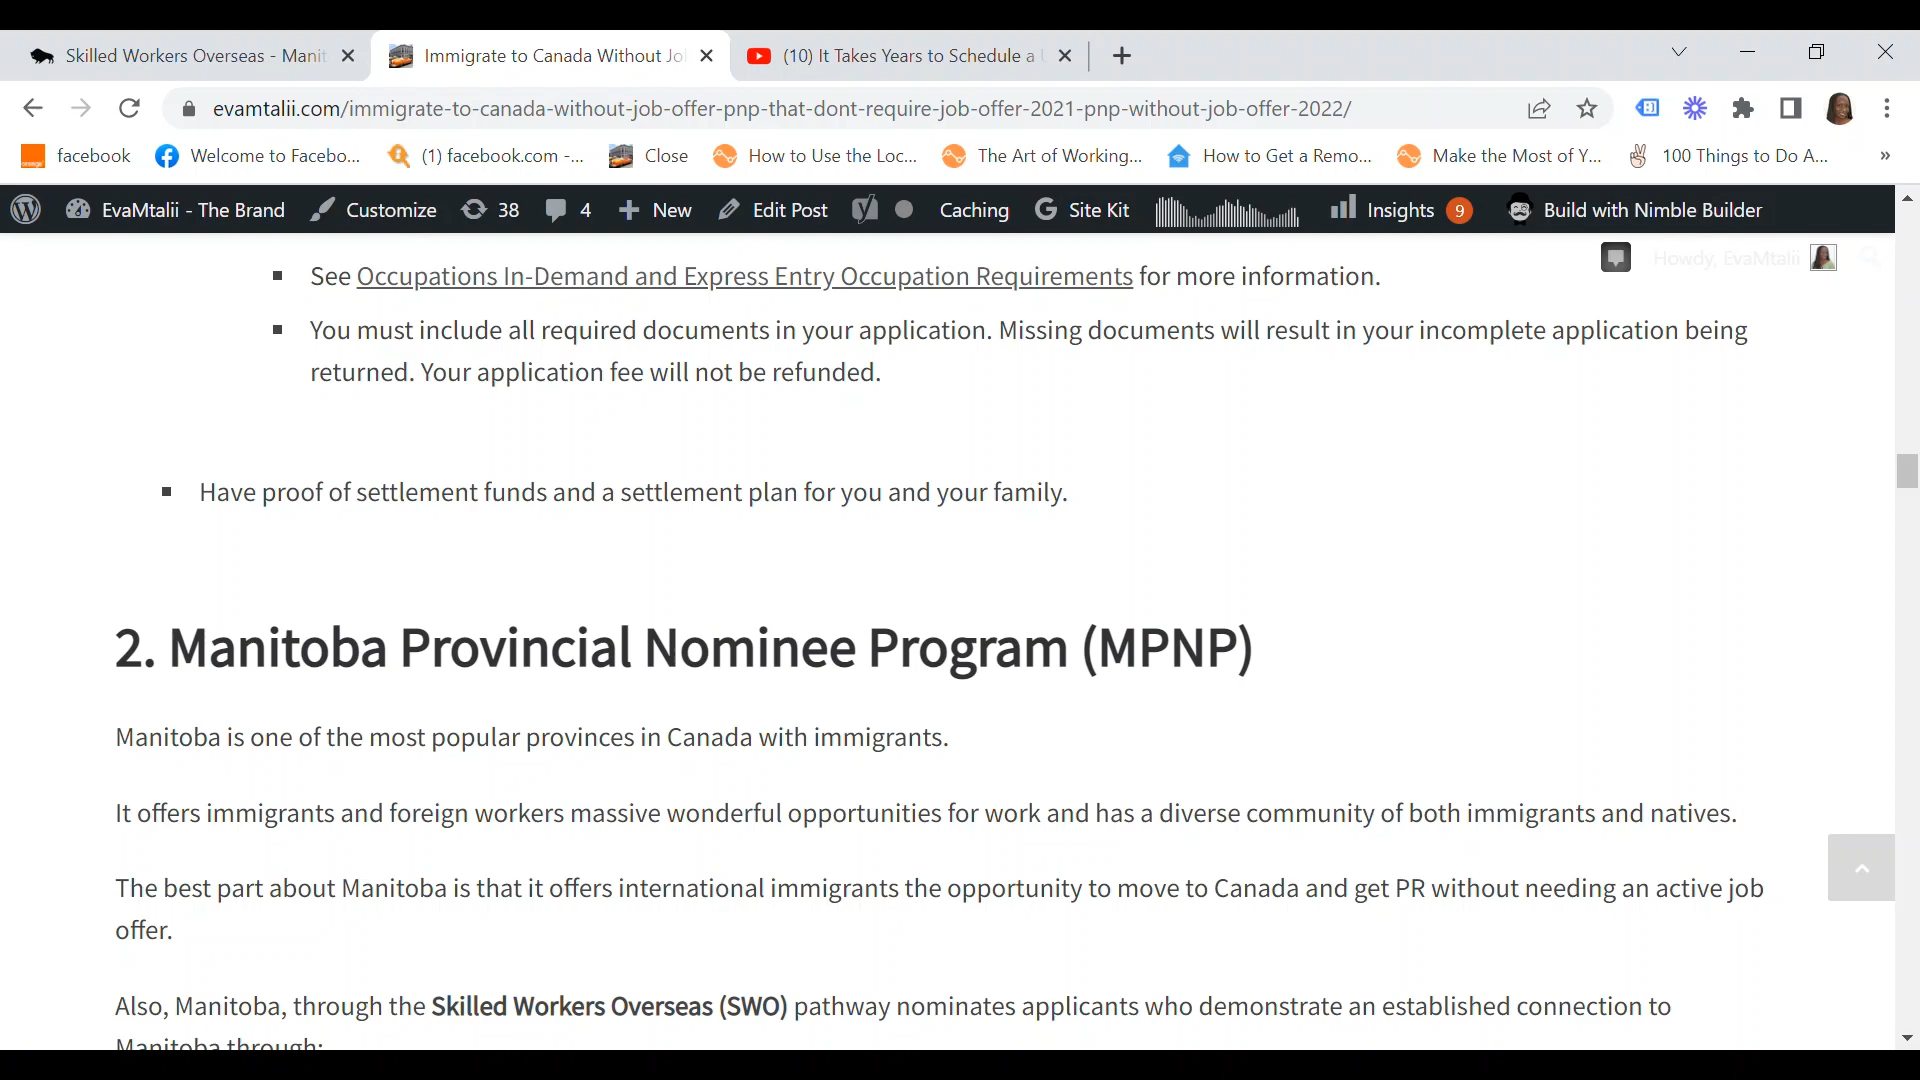 Skilled Workers Overseas - Manit
Immigrate to Canada Without Jo
(10) It Takes Years to Schedule a
evamtalii.com/immigrate-to-canada-without-job-offer-pnp-that-dont-require-job-offer-2021-pnp-without-job-offer-2022/
facebook Welcome to Facebo... (1) facebook.com -... Close How to Use the Loc... The Art of Working... How to Get a Remo... Make the Most of Y... 100 Things to Do A... »
EvaMtalii - The Brand Customize 38 4 New Edit Post Caching Site Kit Insights 9 Build with Nimble Builder
Howdy, EvaMtalii
See Occupations In-Demand and Express Entry Occupation Requirements for more information.
You must include all required documents in your application. Missing documents will result in your incomplete application being
returned. Your application fee will not be refunded.
Have proof of settlement funds and a settlement plan for you and your family.
2. Manitoba Provincial Nominee Program (MPNP)
Manitoba is one of the most popular provinces in Canada with immigrants.
It offers immigrants and foreign workers massive wonderful opportunities for work and has a diverse community of both immigrants and natives.
The best part about Manitoba is that it offers international immigrants the opportunity to move to Canada and get PR without needing an active job
offer.
Also, Manitoba, through the Skilled Workers Overseas (SWO) pathway nominates applicants who demonstrate an established connection to
Manitoba through: